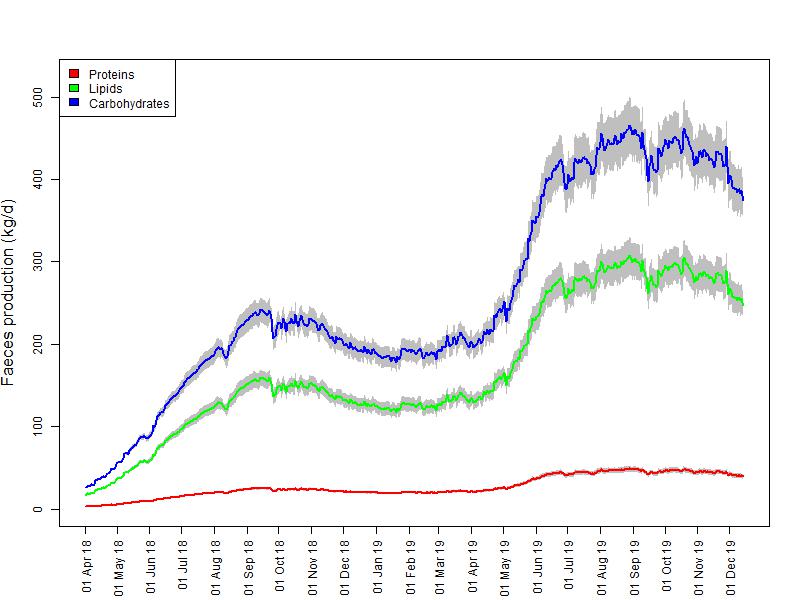 Proteins
Lipids
Carbohydrates
Faeces production (kg/d)
500
400
300
200
100
0
01 Apr 18
01 May 18
01 Jun 18
01 Jul 18
01 Aug 18
01 Sep 18
01 Oct 18
01 Nov 18
01 Dec 18
01 Jan 19
01 Feb 19
01 Mar 19
01 Apr 19
01 May 19
01 Jun 19
01 Jul 19
01 Aug 19
01 Sep 19
01 Oct 19
01 Nov 19
01 Dec 19